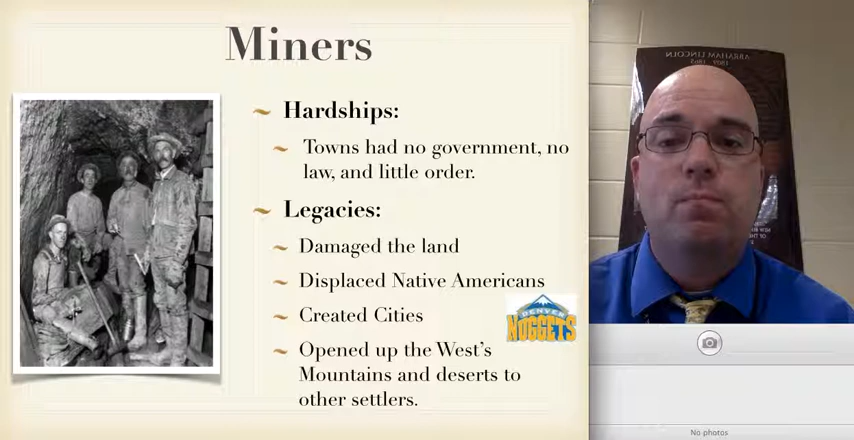 Miners
~ Hardships:
~ Towns had no government, no
law, and little order.
~ Legacies:
~ Damaged the land
~ Displaced Native Americans
~ Created Cities
~ Opened up the West's
Mountains and deserts to
other settlers.
DENVER
NUGGETS
ABRAHAM LINCOLN
No photos